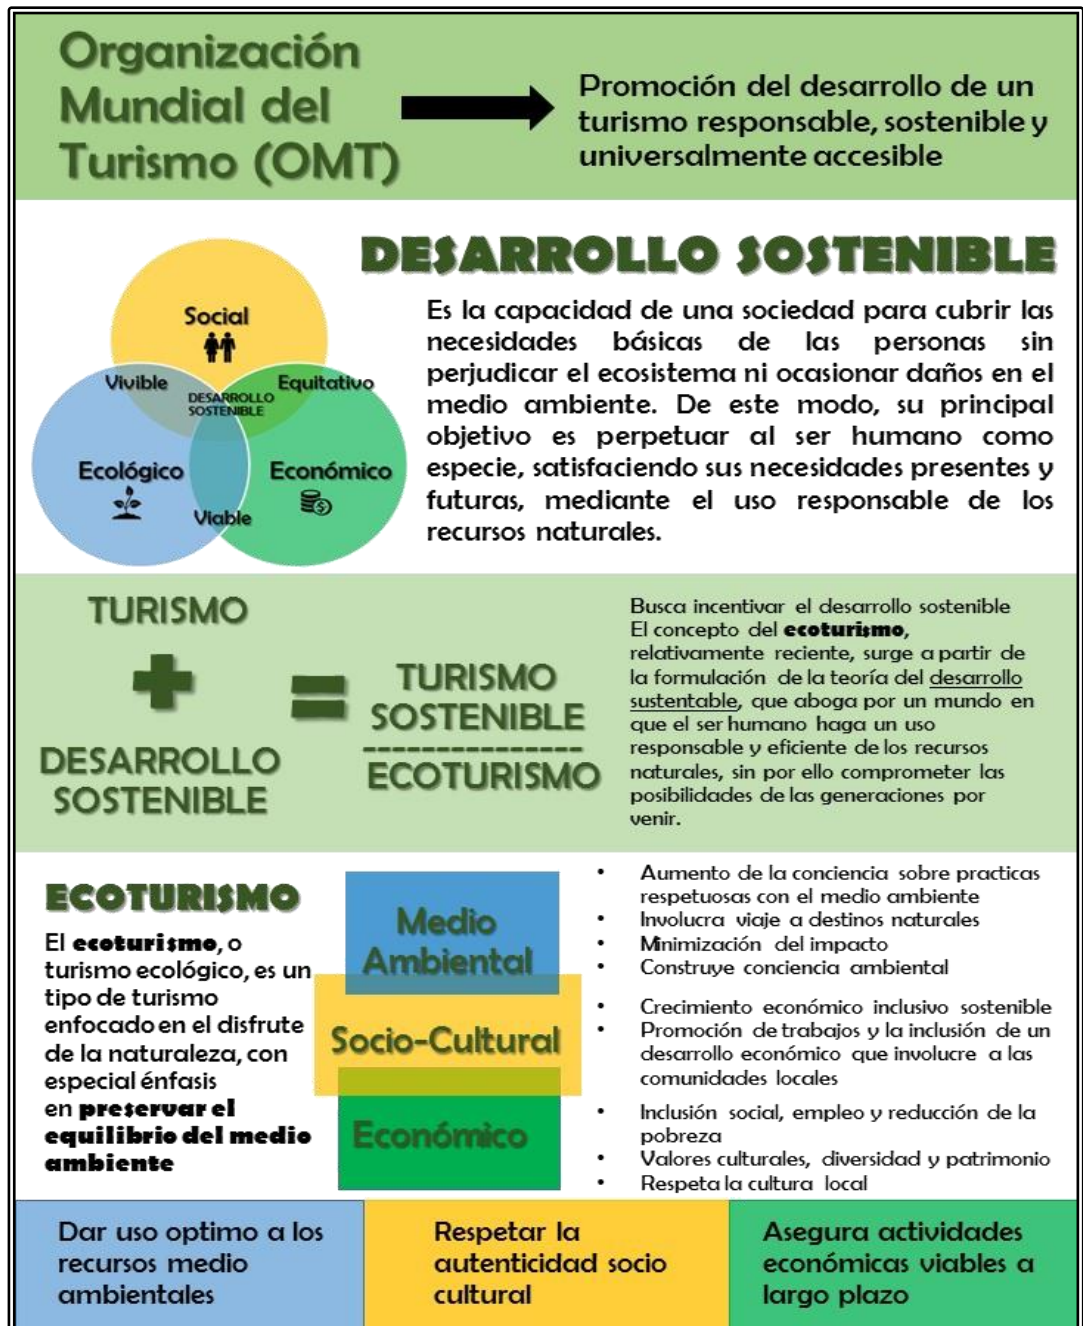 Organización
Mundial del
Turismo (OMT)
Promoción del desarrollo de un
turismo responsable, sostenible y
universalmente accesible
DESARROLLO SOSTENIBLE
Social
Vivible
Equitativo
DESARROLLO
SOSTENIBLE
Ecológico
Económico
Viable
Es la capacidad de una sociedad para cubrir las
necesidades básicas de las personas sin
perjudicar el ecosistema ni ocasionar daños en el
medio ambiente. De este modo, su principal
objetivo es perpetuar al ser humano como
especie, satisfaciendo sus necesidades presentes y
futuras, mediante el uso responsable de los
recursos naturales.
TURISMO
+
DESARROLLO
SOSTENIBLE
=
TURISMO
SOSTENIBLE
---------------
ECOTURISMO
Busca incentivar el desarrollo sostenible
El concepto del ecoturismo,
relativamente reciente, surge a partir de
la formulación de la teoría del desarrollo
sustentable, que aboga por un mundo en
que el ser humano haga un uso
responsable y eficiente de los recursos
naturales, sin por ello comprometer las
posibilidades de las generaciones por
venir.
ECOTURISMO
El ecoturismo, o
turismo ecológico, es un
tipo de turismo
enfocado en el disfrute
de la naturaleza, con
especial énfasis
en preservar el
equilibrio del medio
ambiente
Medio
Ambiental
Socio-Cultural
Económico
• Aumento de la conciencia sobre practicas
respetuosas con el medio ambiente
• Involucra viaje a destinos naturales
• Minimización del impacto
• Construye conciencia ambiental
• Crecimiento económico inclusivo sostenible
• Promoción de trabajos y la inclusión de un
desarrollo económico que involucre a las
comunidades locales
• Inclusión social, empleo y reducción de la
pobreza
• Valores culturales, diversidad y patrimonio
• Respeta la cultura local
Dar uso optimo a los
recursos medio
ambientales
Respetar la
autenticidad socio
cultural
Asegura actividades
económicas viables a
largo plazo